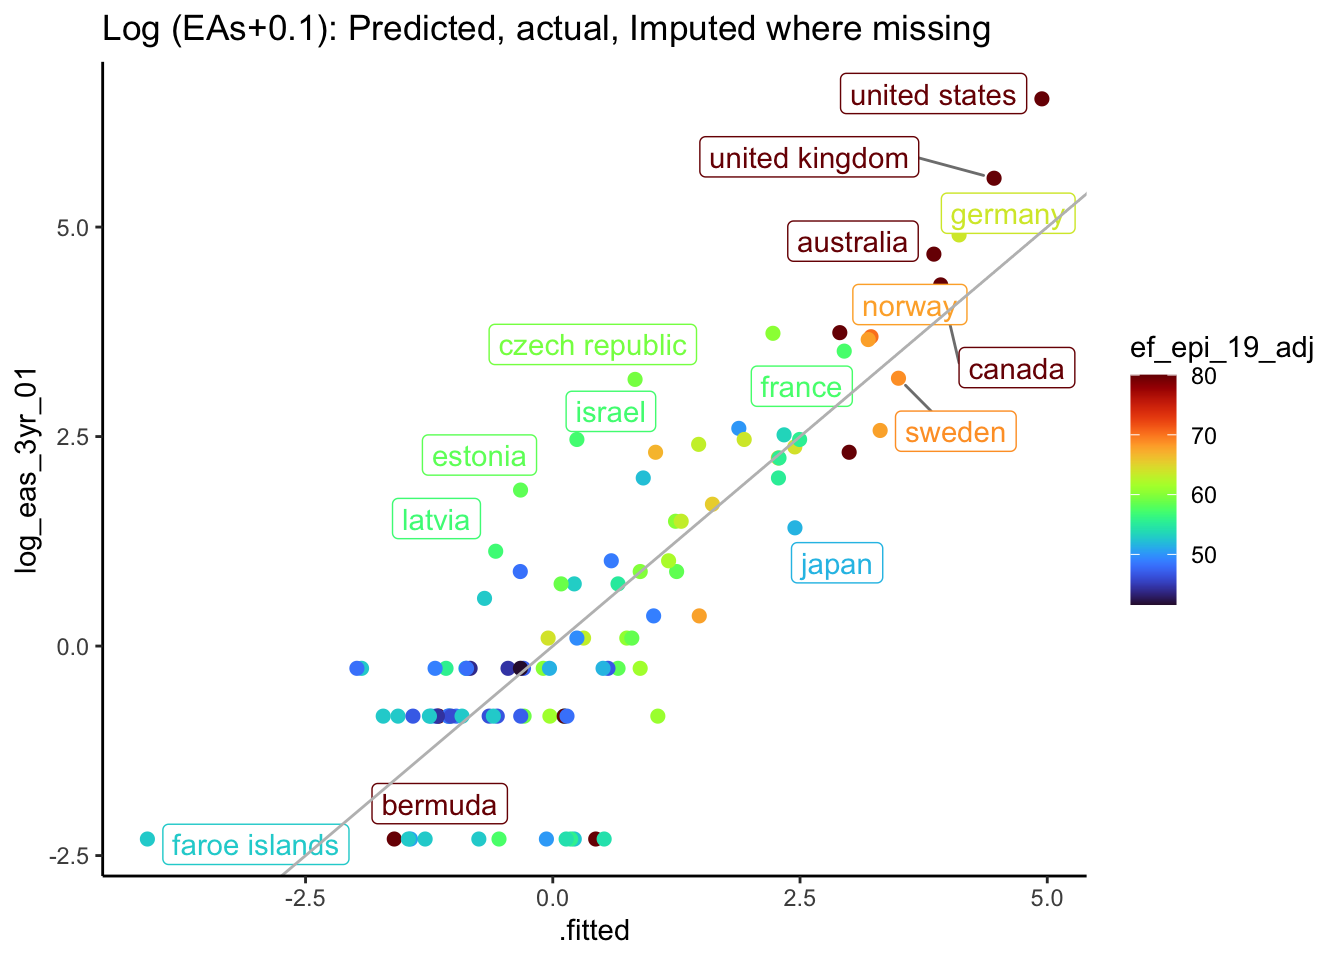 Log (EAs+0.1): Predicted, actual, Imputed where missing
united states
united kingdom
germany
australia
norway
czech republic
canada
france
israel
sweden
estonia
latvia
japan
bermuda
faroe islands
log_eas_3yr_01
5.0
2.5
0.0
-2.5
-2.5
0.0
2.5
5.0
.fitted
ef_epi_19_adj
80
70
60
50